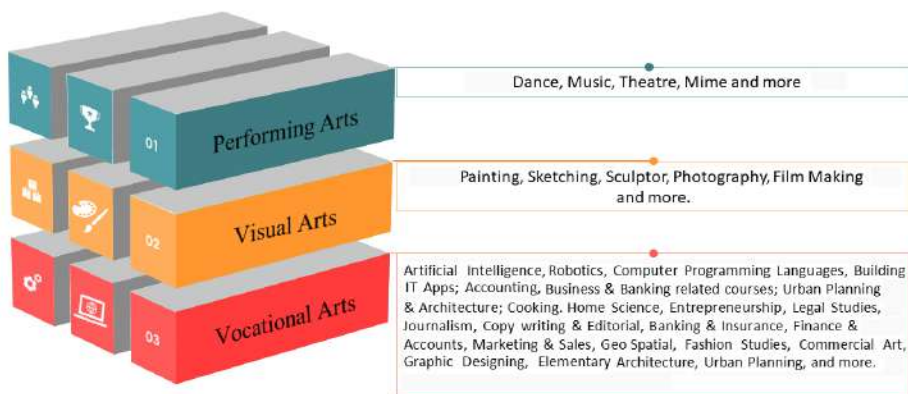 01
Performing Arts
Dance, Music, Theatre, Mime and more
02
Visual Arts
Painting, Sketching, Sculptor, Photography, Film Making
and more.
03
Vocational Arts
Artificial Intelligence, Robotics, Computer Programming Languages, Building
IT Apps; Accounting, Business & Banking related courses; Urban Planning
& Architecture; Cooking. Home Science, Entrepreneurship, Legal Studies,
Journalism, Copy writing & Editorial, Banking & Insurance, Finance &
Accounts, Marketing & Sales, Geo Spatial, Fashion Studies, Commercial Art,
Graphic Designing, Elementary Architecture, Urban Planning, and more.